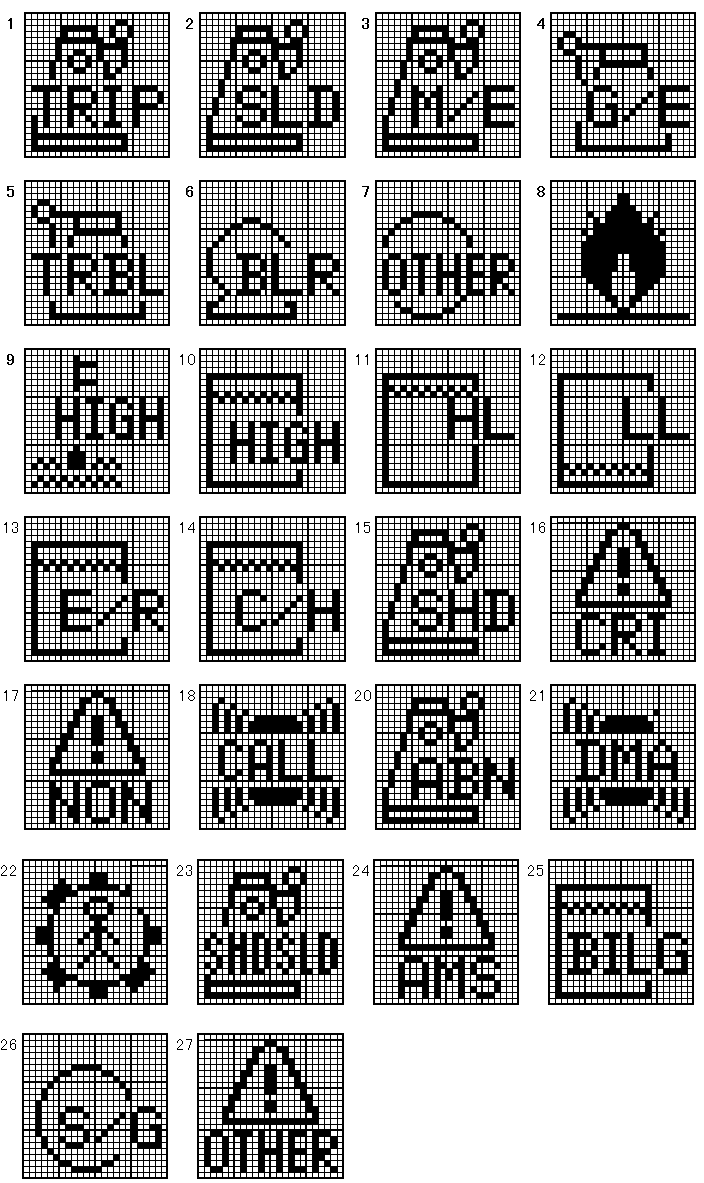 1 TRIP
2 SLD
3 M/E
4 G/E
5 TRBL
6 BLR
7 OTHER
8
9 HIGH
10 HIGH
11 HL
12 LL
13 E/R
14 C/H
15 SHD
16 CRI
17 NON
18 CALL
20 ABN
21 DMA
22
23 SHDSLD
24 AMS
25 BILG
26 S/G
27 OTHER